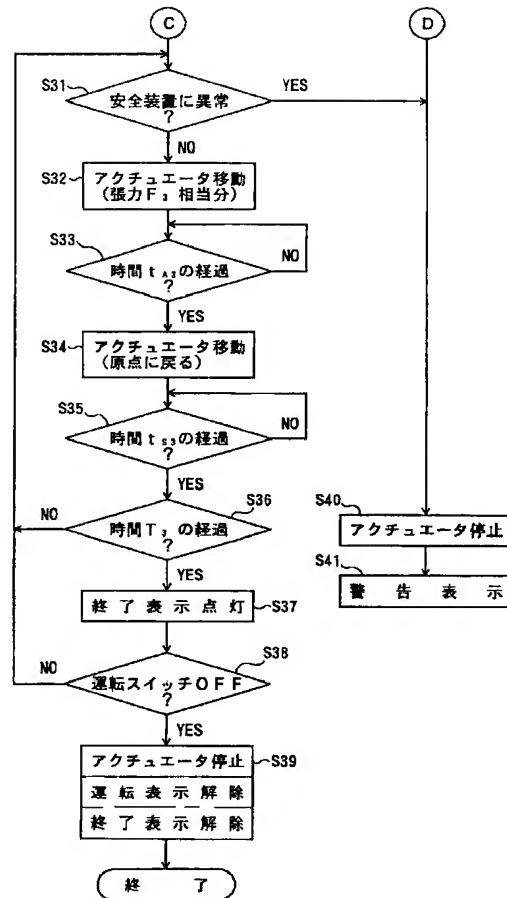 C
D
S31
安全装置に異常
?
YES
NO
S32
アクチュエータ移動
(張力F₃ 相当分)
S33
時間 tA3の経過
?
NO
YES
S34
アクチュエータ移動
(原点に戻る)
S35
時間 tS3の経過
?
NO
YES
S36
時間T₃ の経過
?
NO
YES
S37
終了表示点灯
S38
運転スイッチOFF
?
NO
YES
S39
アクチュエータ停止
運転表示解除
終了表示解除
終了
S40
アクチュエータ停止
S41
警告表示